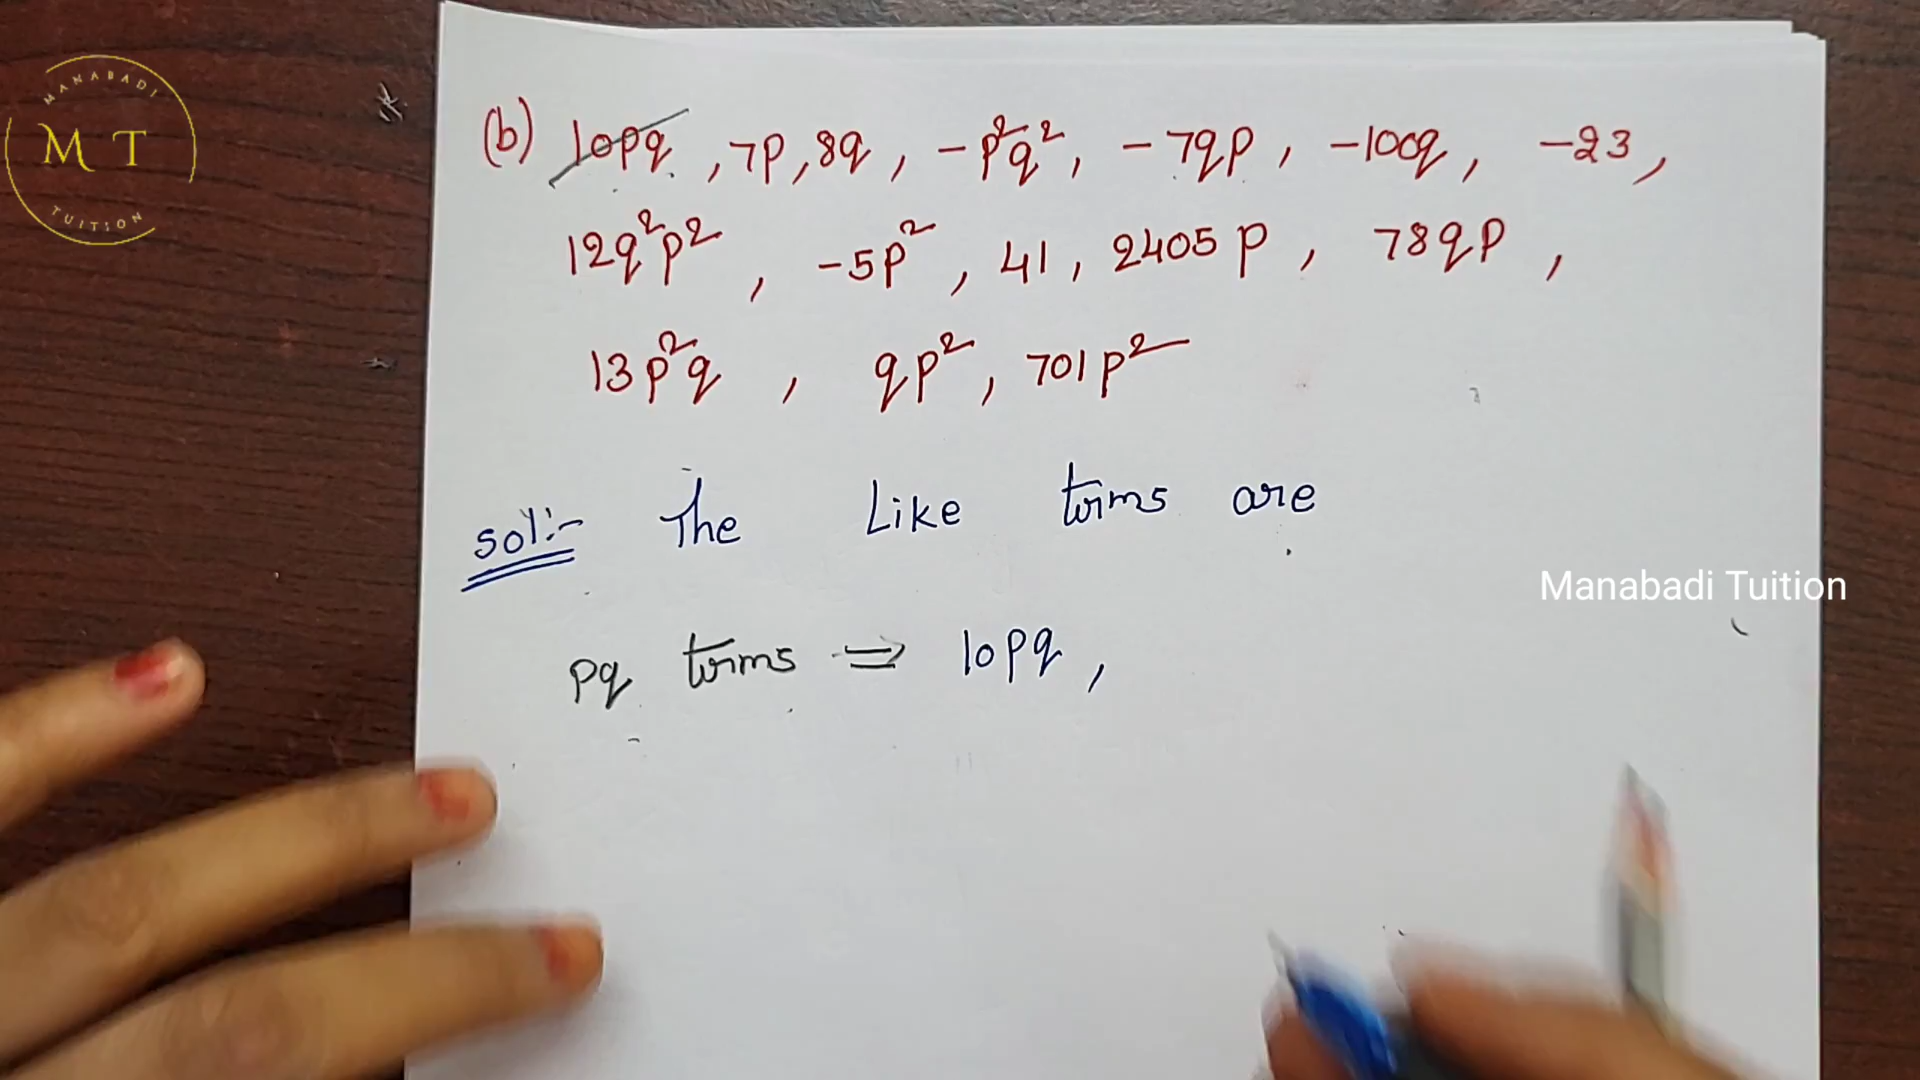 MANABADI
MT
TUITION
(b) 10pq, 7p, 8q, -p²q², -7qp, -100q, -23,
12q²p², -5p², 41, 2405p, 78qp,
13p²q, qp², 701p²
Sol:- The Like terms are
Manabadi Tuition
pq terms ⇒ 10pq,